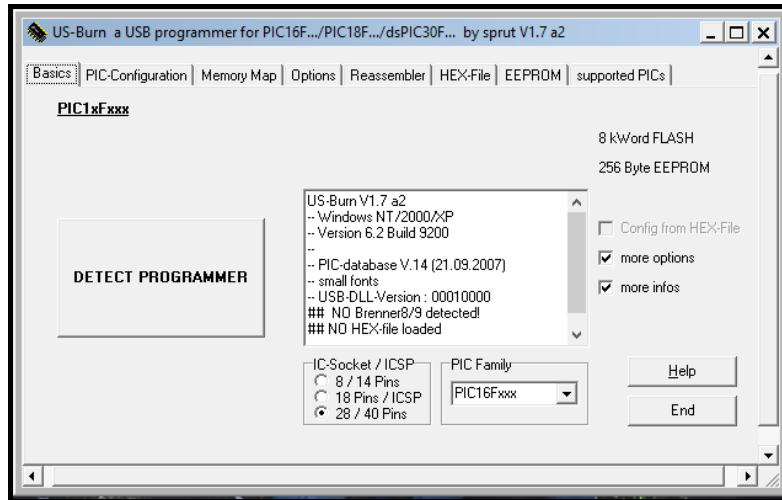 US-Burn a USB programmer for PIC16F.../PIC18F.../dsPIC30F... by sprut V1.7 a2
Basics PIC-Configuration Memory Map Options Reassembler HEX-File EEPROM supported PICs
PIC1xFxxx
8 kWord FLASH
256 Byte EEPROM
US-Burn V1.7 a2
-- Windows NT/2000/XP
-- Version 6.2 Build 9200
--
-- PIC-database V.14 (21.09.2007)
-- small fonts
-- USB-DLL-Version : 00010000
## NO Brenner8/9 detected!
## NO HEX-file loaded
DETECT PROGRAMMER
Config from HEX-File
more options
more infos
IC-Socket / ICSP
8 / 14 Pins
18 Pins / ICSP
28 / 40 Pins
PIC Family
PIC16Fxxx
Help
End